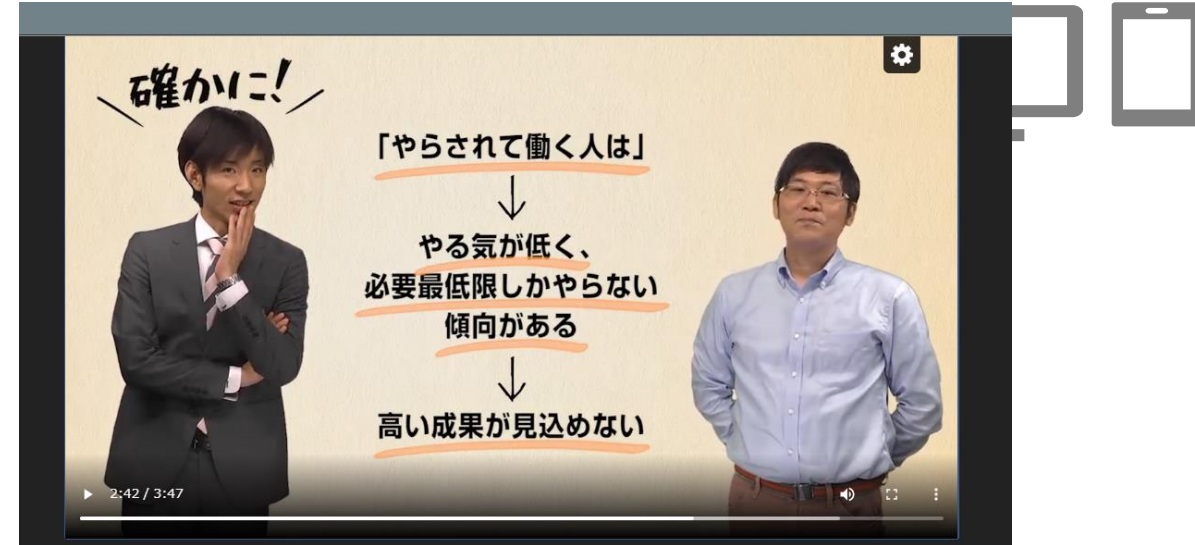 確かに!
「やらされて働く人は」
↓
やる気が低く、
必要最低限しかやらない
傾向がある
↓
高い成果が見込めない
2:42 / 3:47